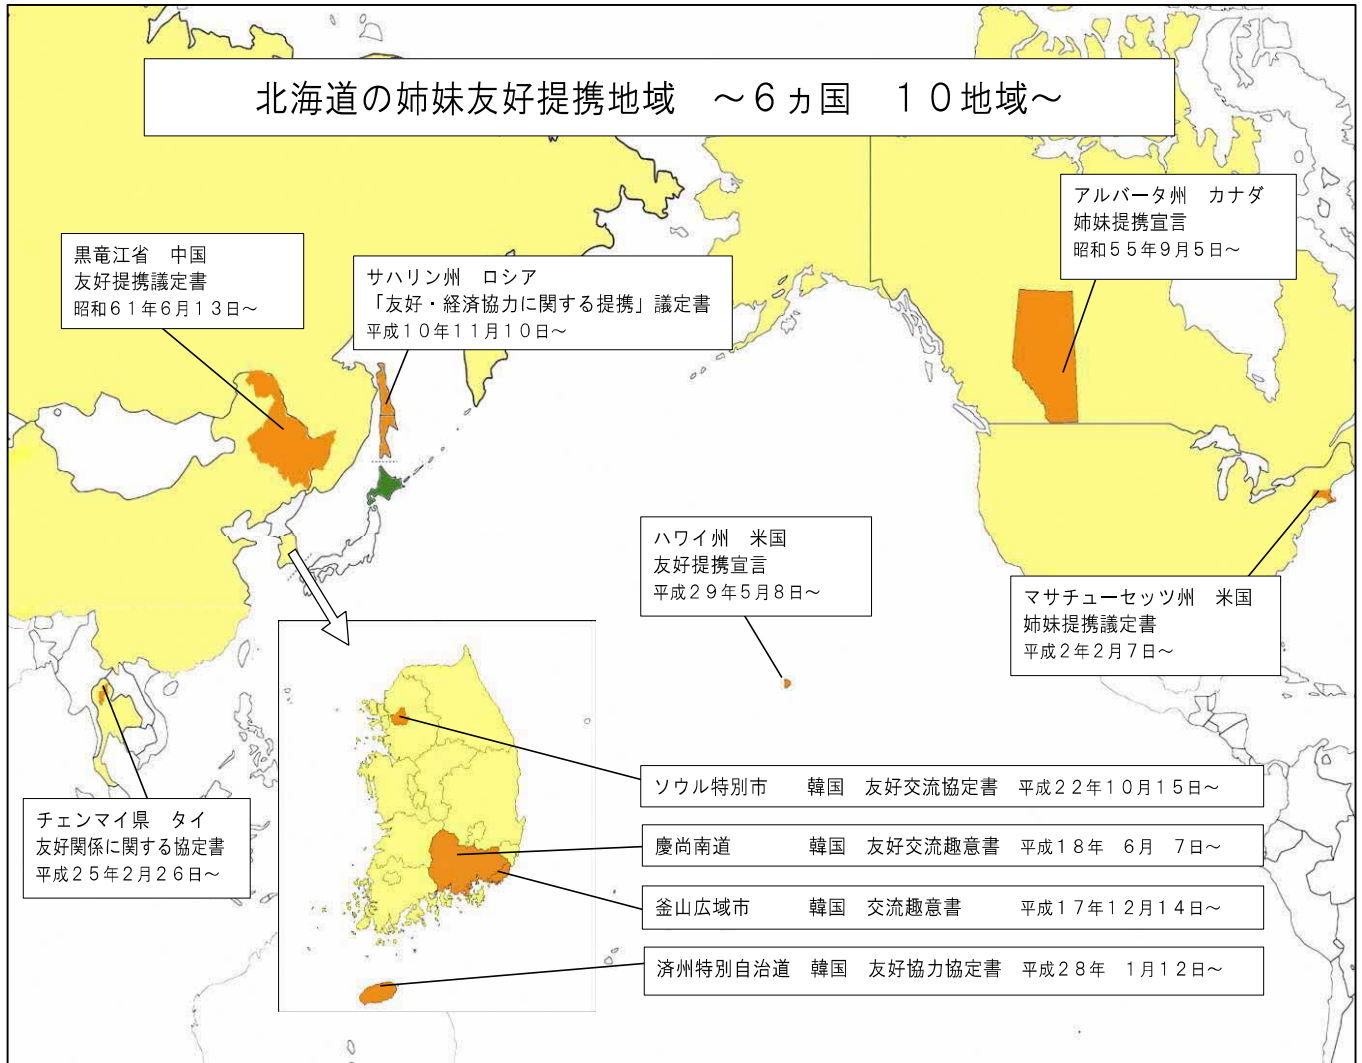 北海道の姉妹友好提携地域　～６ヵ国　１０地域～
アルバータ州　カナダ
姉妹提携宣言
昭和５５年９月５日～
黒竜江省　中国
友好提携議定書
昭和６１年６月１３日～
サハリン州　ロシア
「友好・経済協力に関する提携」議定書
平成１０年１１月１０日～
ハワイ州　米国
友好提携宣言
平成２９年５月８日～
マサチューセッツ州　米国
姉妹提携議定書
平成２年２月７日～
チェンマイ県　タイ
友好関係に関する協定書
平成２５年２月２６日～
ソウル特別市　韓国　友好交流協定書　平成２２年１０月１５日～
慶尚南道　韓国　友好交流趣意書　平成１８年　６月　７日～
釜山広域市　韓国　交流趣意書　平成１７年１２月１４日～
済州特別自治道　韓国　友好協力協定書　平成２８年　１月１２日～